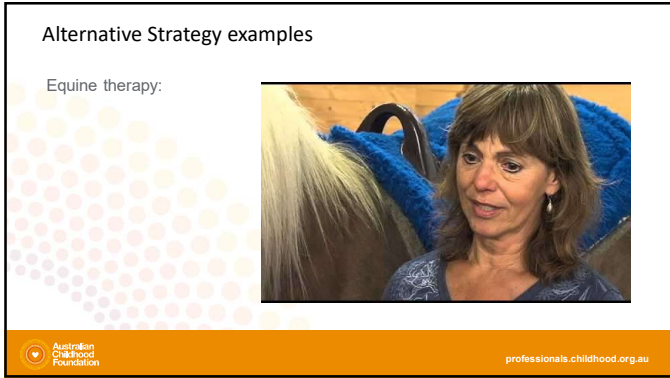 Alternative Strategy examples
Equine therapy:
Australian
Childhood
Foundation
professionals.childhood.org.au